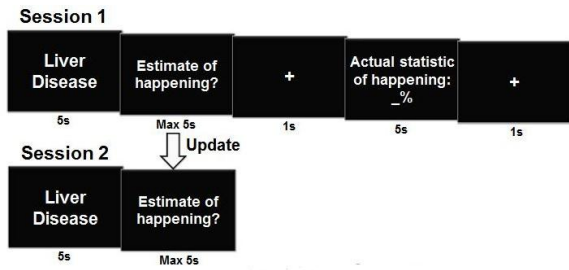 Session 1
Liver
Disease
5s
Estimate of
happening?
Max 5s
+
1s
Actual statistic
of happening:
_%
5s
+
1s
Update
Session 2
Liver
Disease
5s
Estimate of
happening?
Max 5s